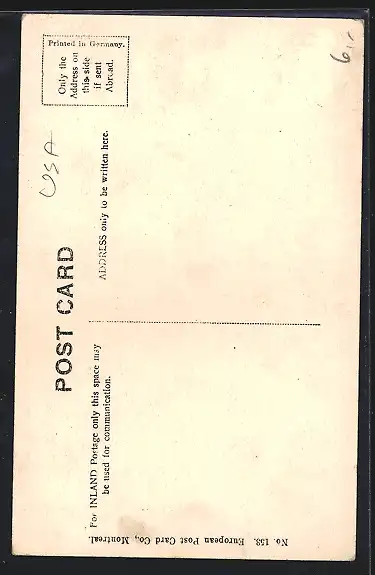 Printed in Germany.
Only the
Address on
this side
if sent
Abroad.
USA
6,-
POST CARD
ADDRESS only to be written here.
For INLAND Postage only this space may
be used for communication.
No. 153. European Post Card Co., Montreal.